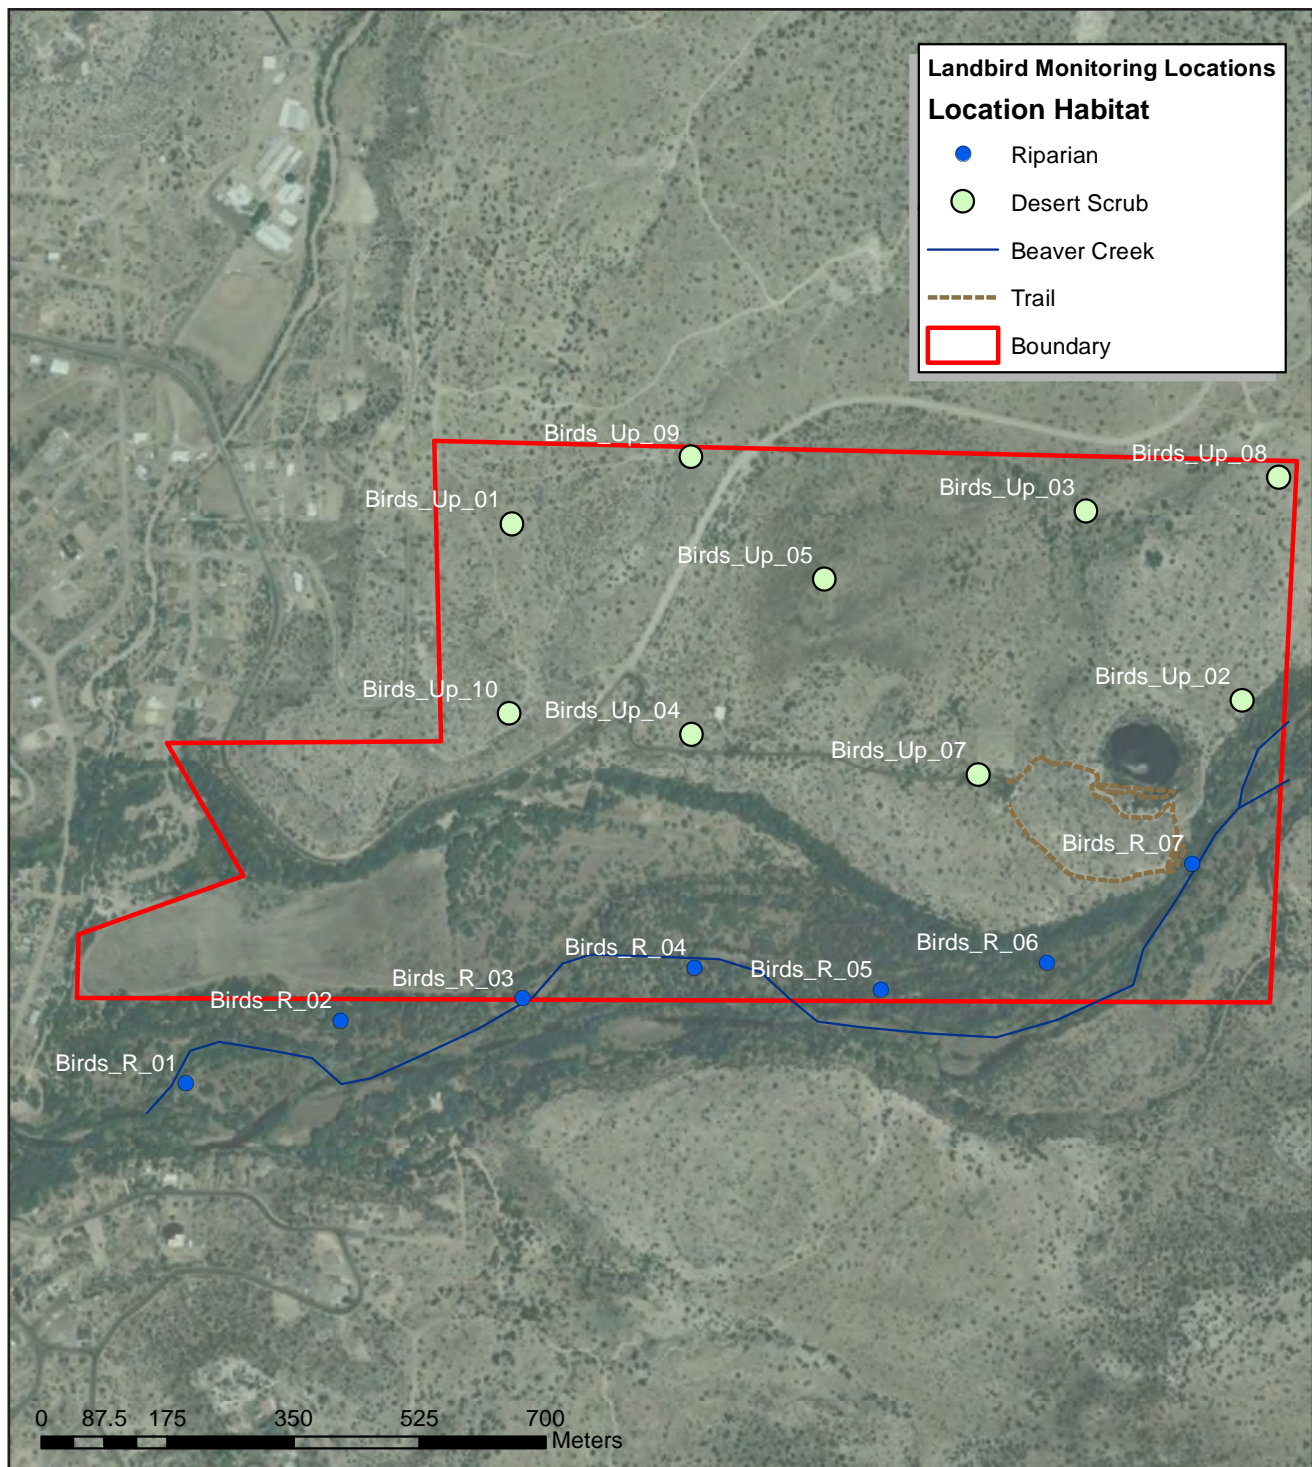 Landbird Monitoring Locations
Location Habitat
Riparian
Desert Scrub
Beaver Creek
Trail
Boundary
Birds_Up_09
Birds_Up_08
Birds_Up_03
Birds_Up_01
Birds_Up_05
Birds_Up_02
Birds_Up_10
Birds_Up_04
Birds_Up_07
Birds_R_07
Birds_R_06
Birds_R_04
Birds_R_05
Birds_R_03
Birds_R_02
Birds_R_01
0 87.5 175 350 525 700
Meters